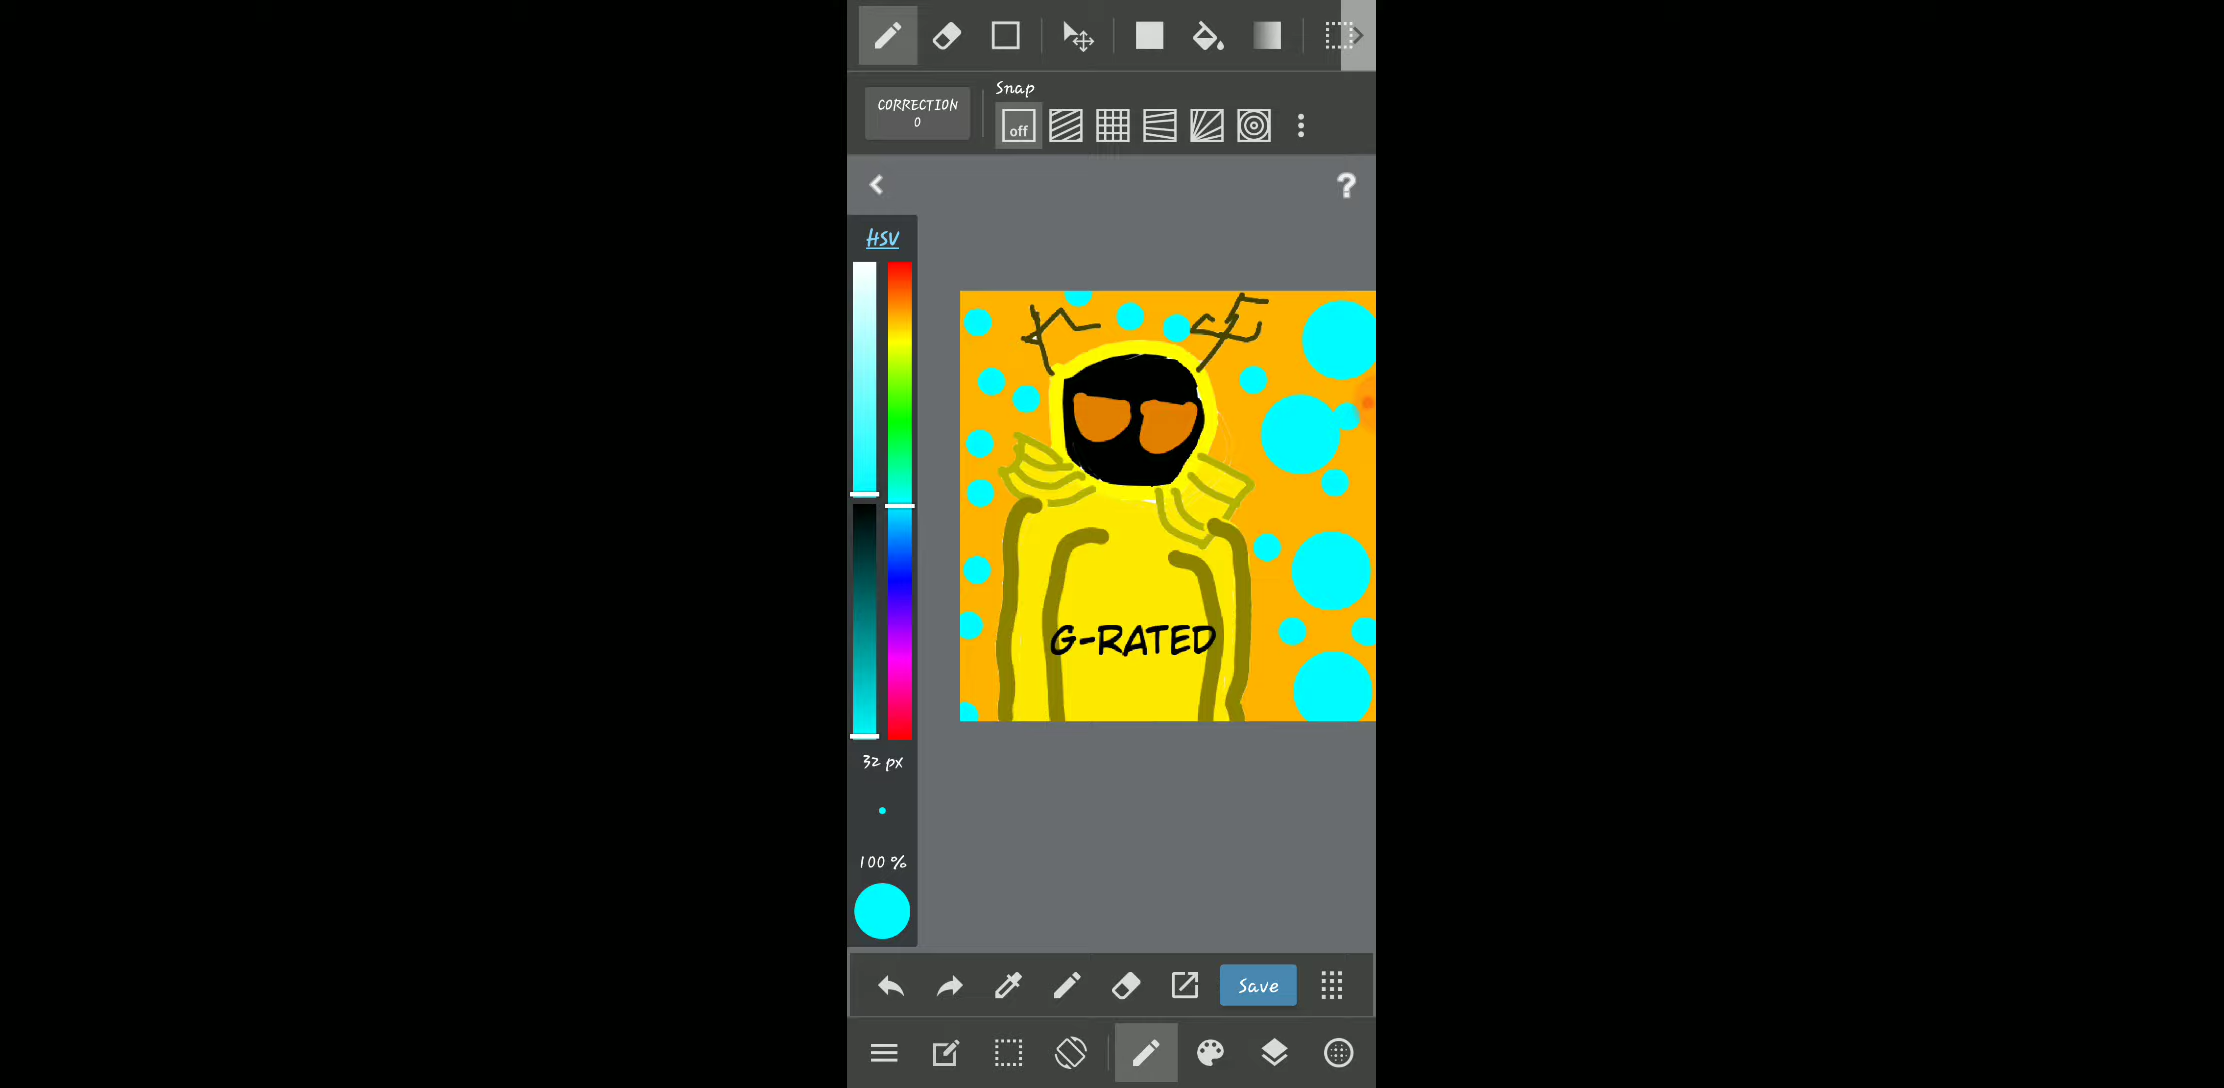 Snap
CORRECTION
0
off
?
HSV
G-RATED
32 px
100 %
Save